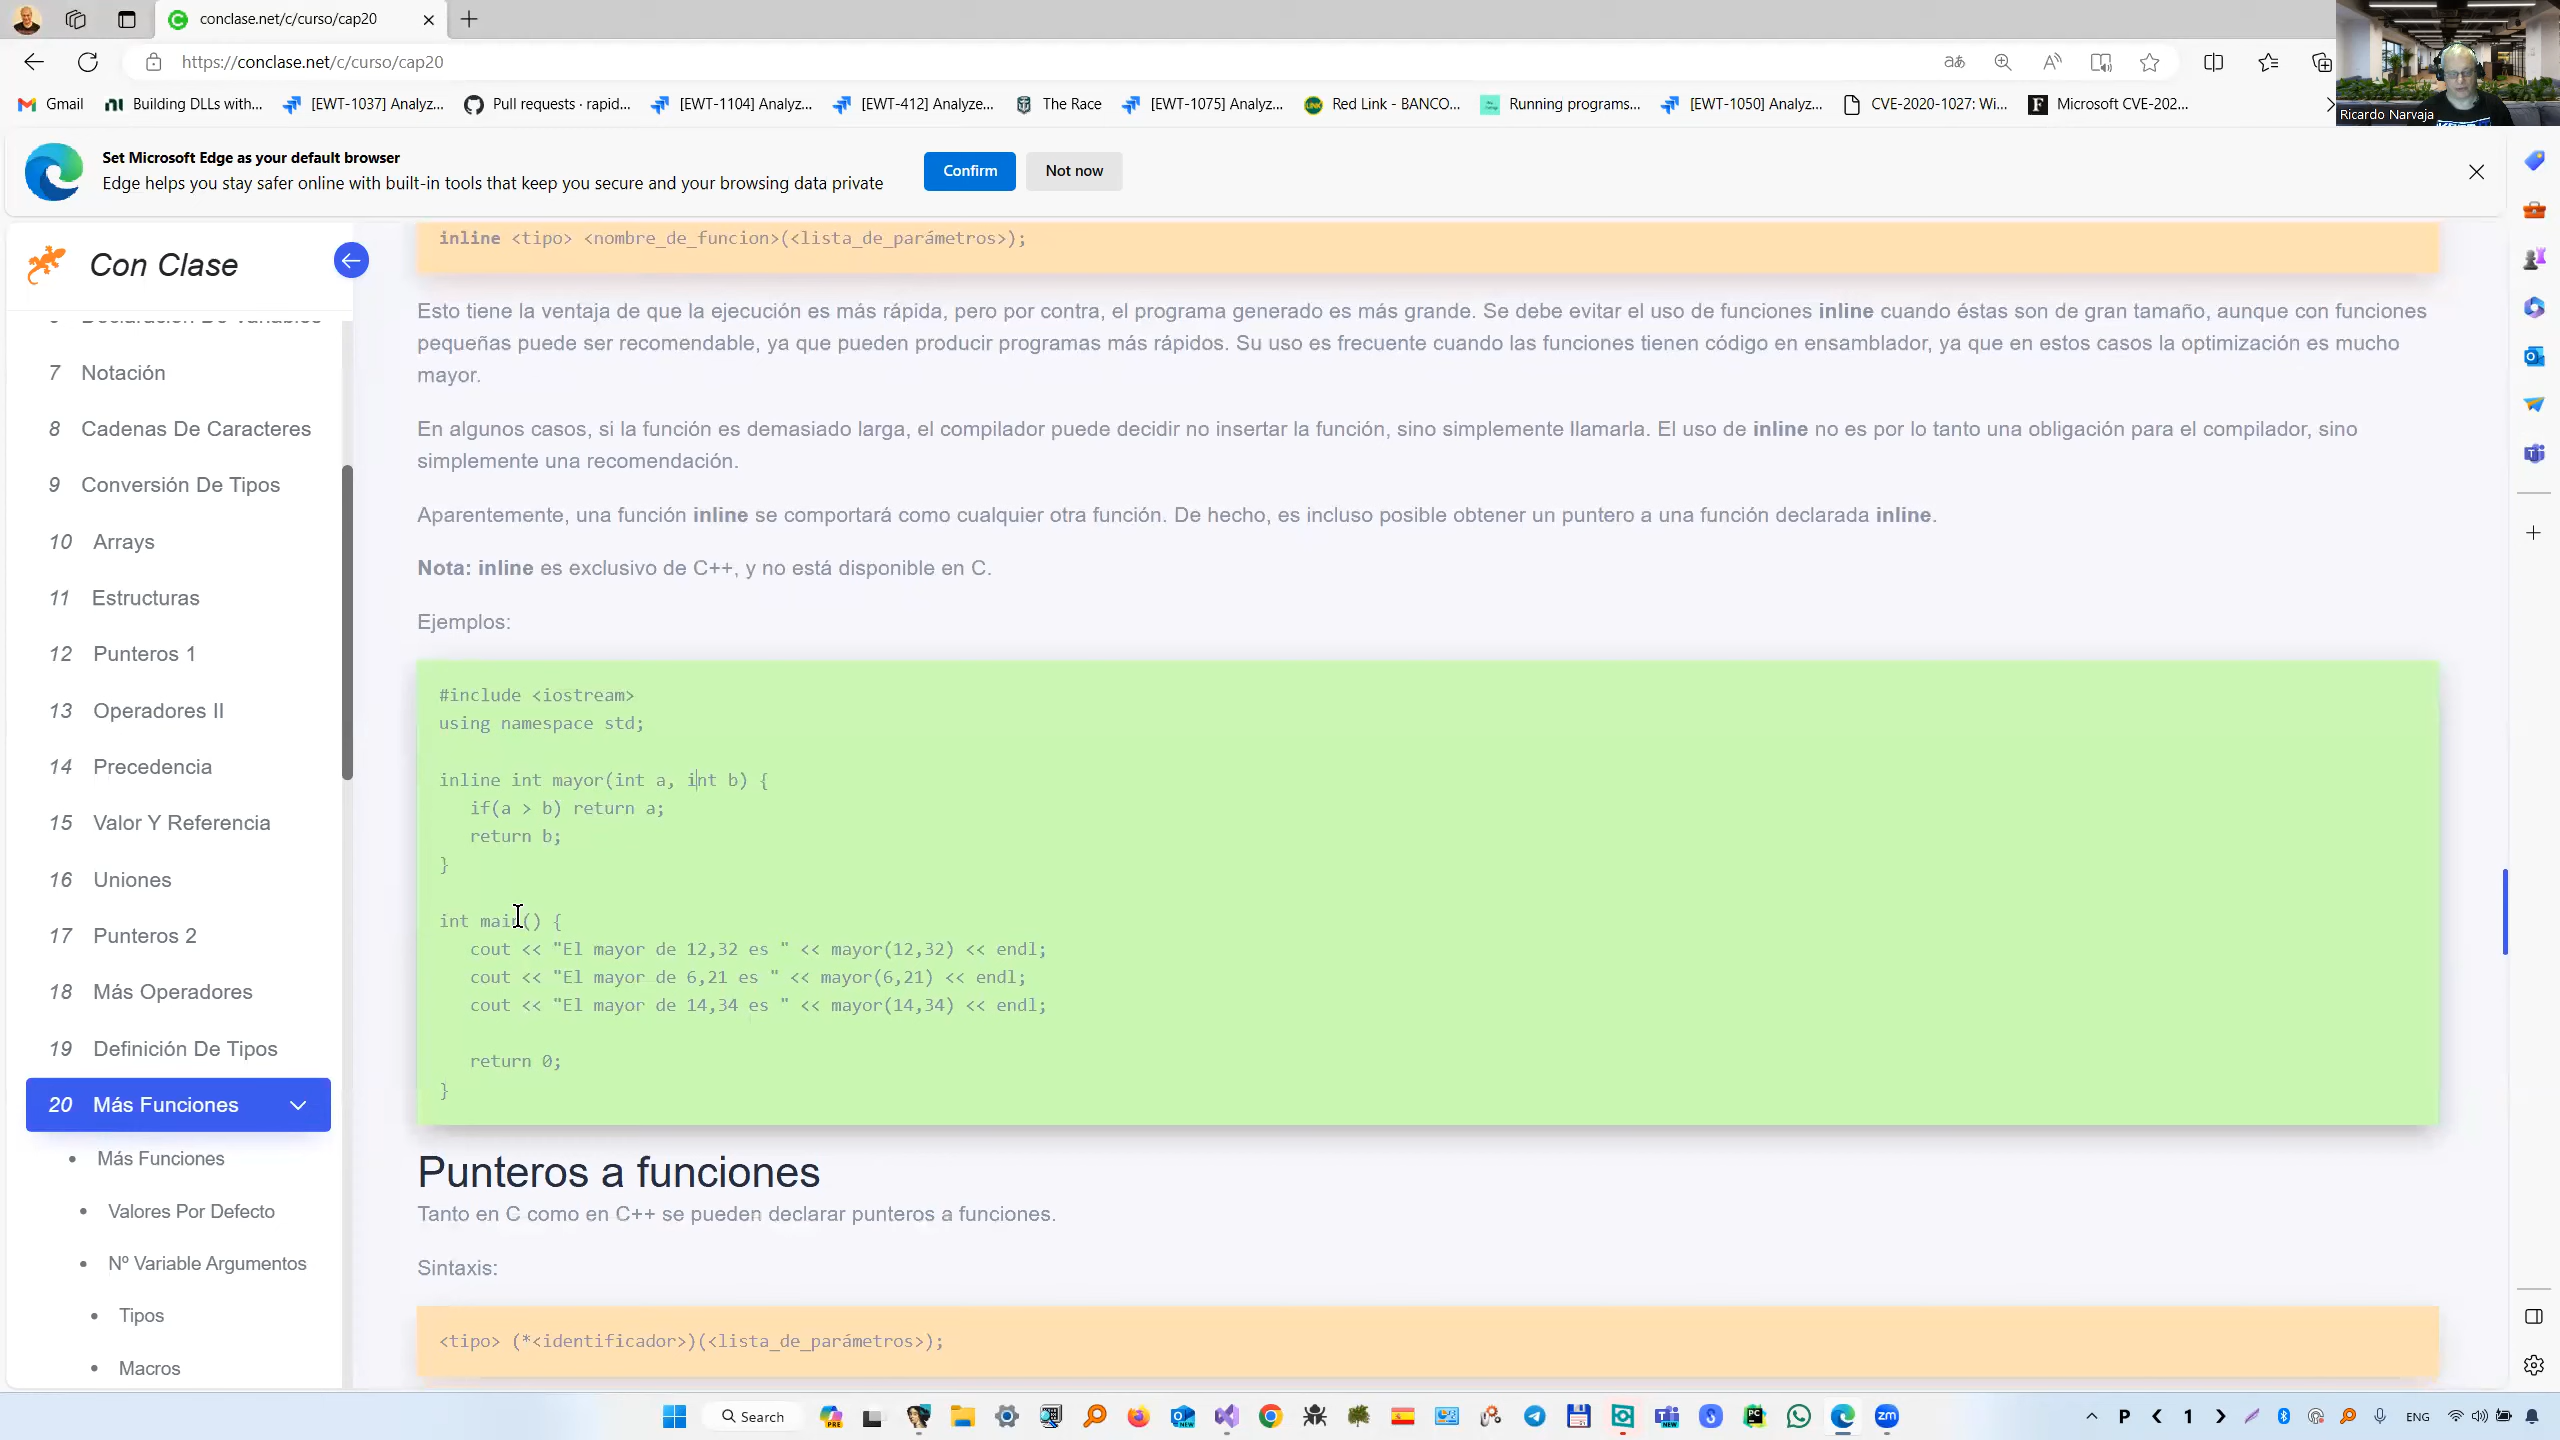 conclase.net/c/curso/cap20
https://conclase.net/c/curso/cap20
Gmail
Building DLLs with...
[EWT-1037] Analyz...
Pull requests · rapid...
[EWT-1104] Analyz...
[EWT-412] Analyze...
The Race
[EWT-1075] Analyz...
Red Link - BANCO...
Running programs...
[EWT-1050] Analyz...
CVE-2020-1027: Wi...
Microsoft CVE-202...
Ricardo Narvaja
Set Microsoft Edge as your default browser
Edge helps you stay safer online with built-in tools that keep you secure and your browsing data private
Confirm
Not now
Con Clase
Declaración De Variables
7 Notación
8 Cadenas De Caracteres
9 Conversión De Tipos
10 Arrays
11 Estructuras
12 Punteros 1
13 Operadores II
14 Precedencia
15 Valor Y Referencia
16 Uniones
17 Punteros 2
18 Más Operadores
19 Definición De Tipos
20 Más Funciones
Más Funciones
Valores Por Defecto
Nº Variable Argumentos
Tipos
Macros
inline <tipo> <nombre_de_funcion>(<lista_de_parámetros>);
Esto tiene la ventaja de que la ejecución es más rápida, pero por contra, el programa generado es más grande. Se debe evitar el uso de funciones inline cuando éstas son de gran tamaño, aunque con funciones
pequeñas puede ser recomendable, ya que pueden producir programas más rápidos. Su uso es frecuente cuando las funciones tienen código en ensamblador, ya que en estos casos la optimización es mucho
mayor.
En algunos casos, si la función es demasiado larga, el compilador puede decidir no insertar la función, sino simplemente llamarla. El uso de inline no es por lo tanto una obligación para el compilador, sino
simplemente una recomendación.
Aparentemente, una función inline se comportará como cualquier otra función. De hecho, es incluso posible obtener un puntero a una función declarada inline.
Nota: inline es exclusivo de C++, y no está disponible en C.
Ejemplos:
#include <iostream>
using namespace std;
inline int mayor(int a, int b) {
if(a > b) return a;
return b;
}
int main() {
cout << "El mayor de 12,32 es " << mayor(12,32) << endl;
cout << "El mayor de 6,21 es " << mayor(6,21) << endl;
cout << "El mayor de 14,34 es " << mayor(14,34) << endl;
return 0;
}
Punteros a funciones
Tanto en C como en C++ se pueden declarar punteros a funciones.
Sintaxis:
<tipo> (*<identificador>)(<lista_de_parámetros>);
Search
P
1
ENG